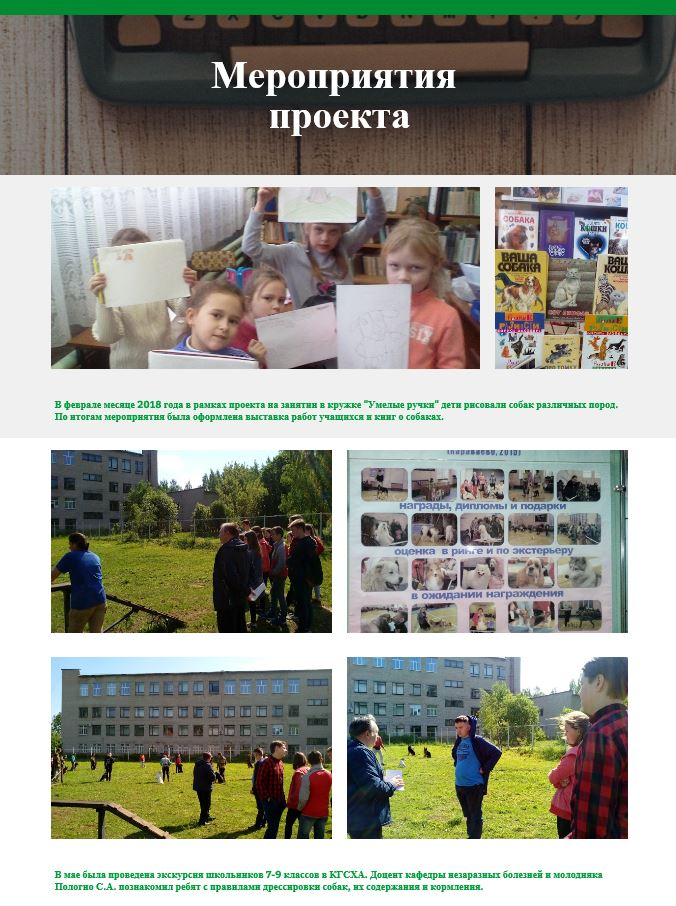 Мероприятия
проекта
СОБАКА
КОШКИ
ВАША
СОБАКА
ВАША
КОШ
В феврале месяце 2018 года в рамках проекта на занятии в кружке "Умелые ручки" дети рисовали собак различных пород.
По итогам мероприятия была оформлена выставка работ учащихся и книг о собаках.
(Караваево, 2015)
награды, дипломы и подарки
оценка в ринге и по экстерьеру
в ожидании награждения
В мае была проведена экскурсия школьников 7-9 классов в КГСХА. Доцент кафедры незаразных болезней и молодняка
Пологно С.А. познакомил ребят с правилами дрессировки собак, их содержания и кормления.